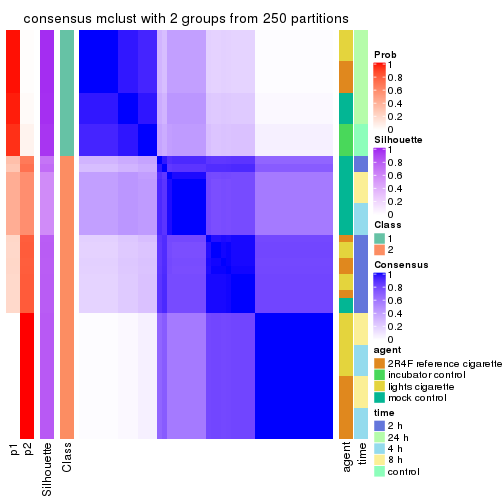 consensus mclust with 2 groups from 250 partitions
Prob
1
0.8
0.6
0.4
0.2
0
Silhouette
1
0.8
0.6
0.4
0.2
0
Class
1
2
Consensus
1
0.8
0.6
0.4
0.2
0
agent
2R4F reference cigarette
incubator control
lights cigarette
mock control
time
2 h
24 h
4 h
8 h
control
p1
p2
Silhouette
Class
agent
time